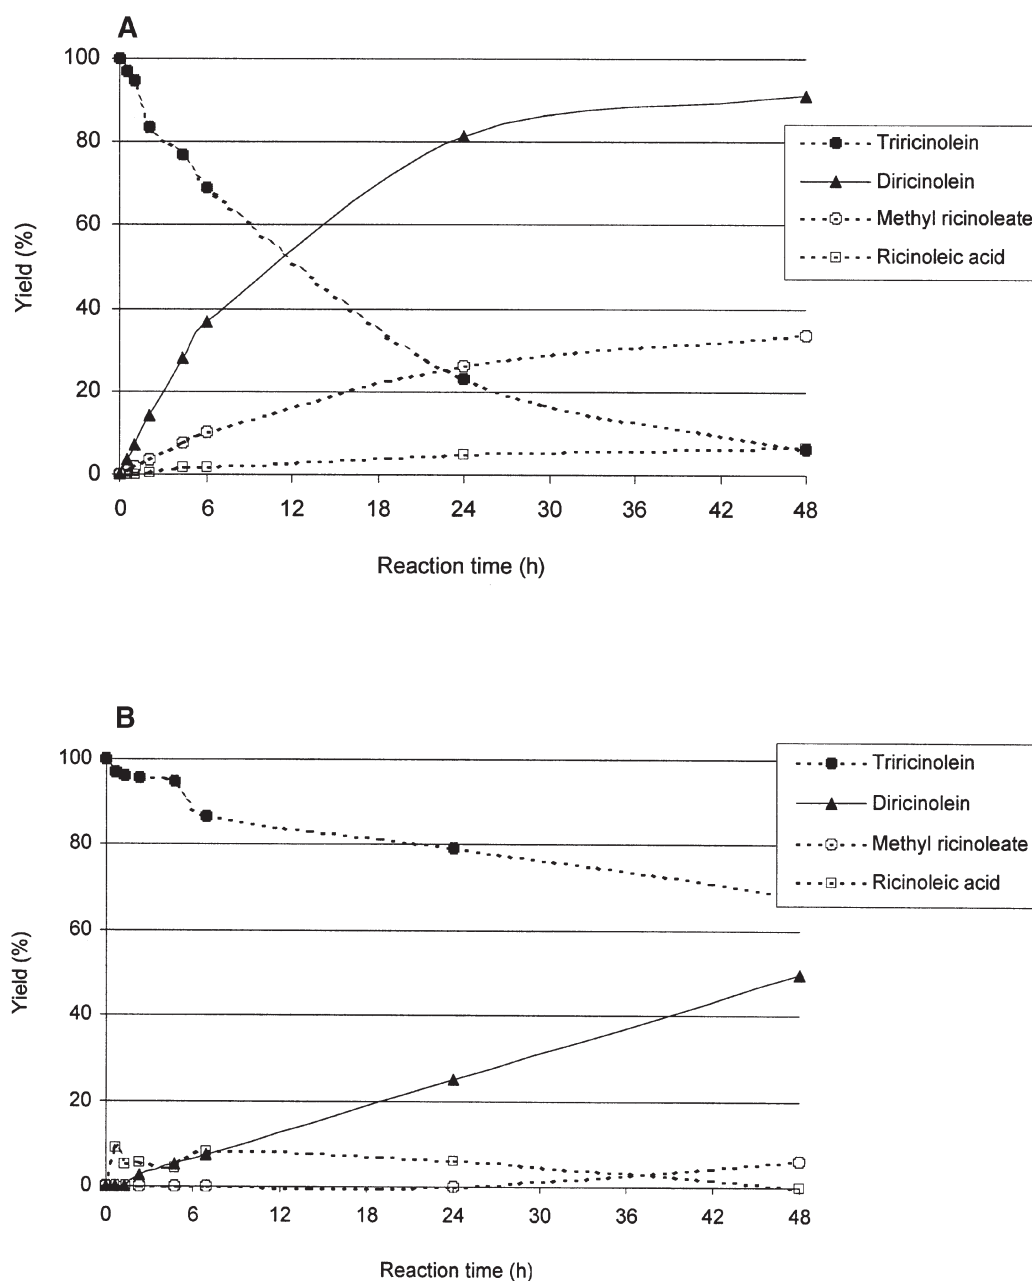 A
100
80
60
40
20
0
Yield (%)
0 6 12 18 24 30 36 42 48
Reaction time (h)
Triricinolein
Diricinolein
Methyl ricinoleate
Ricinoleic acid
B
100
80
60
40
20
0
Yield (%)
0 6 12 18 24 30 36 42 48
Reaction time (h)
Triricinolein
Diricinolein
Methyl ricinoleate
Ricinoleic acid